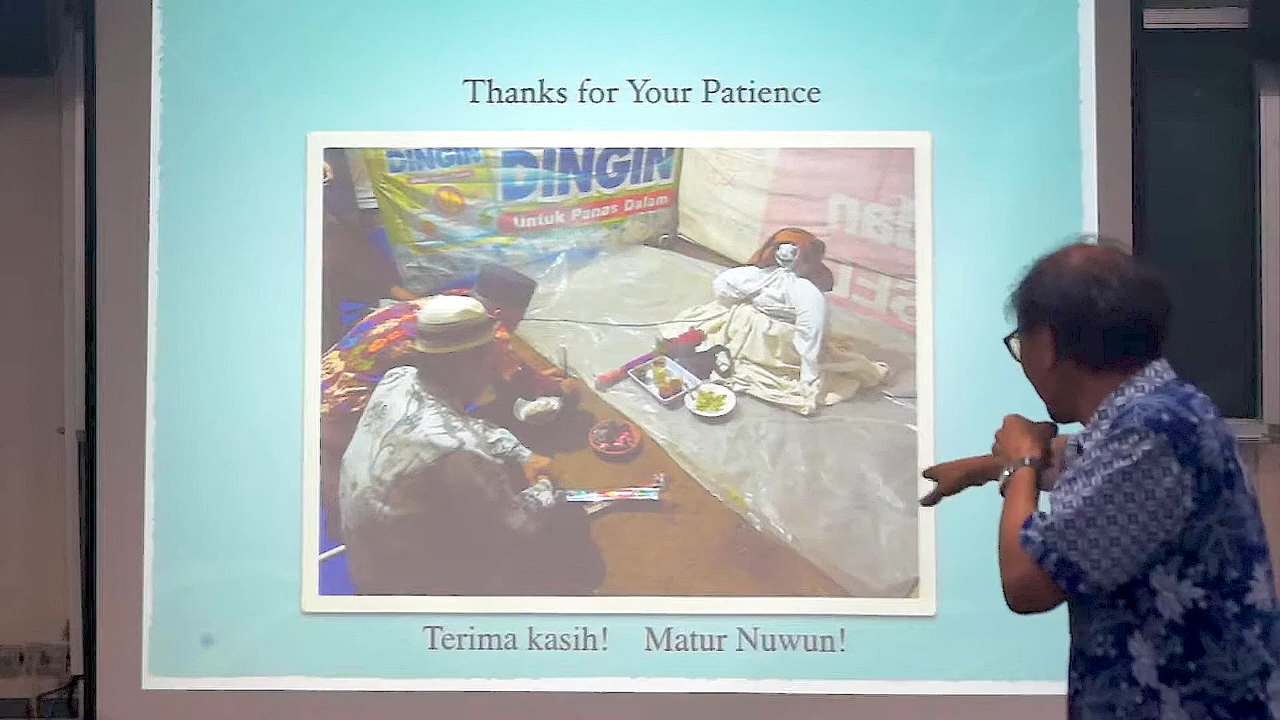 Thanks for Your Patience
DINGIN
DINGIN
Untuk Panas Dalam
Terima kasih! Matur Nuwun!